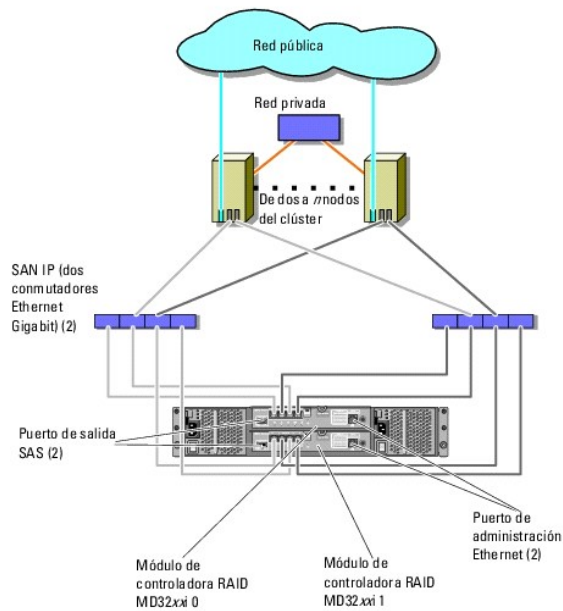 Red pública
Red privada
De dos a n nodos
del clúster
SAN IP (dos
conmutadores
Ethernet
Gigabit) (2)
Puerto de salida
SAS (2)
Puerto de
administración
Ethernet (2)
Módulo de
controladora RAID
MD32xxi 0
Módulo de
controladora RAID
MD32xxi 1